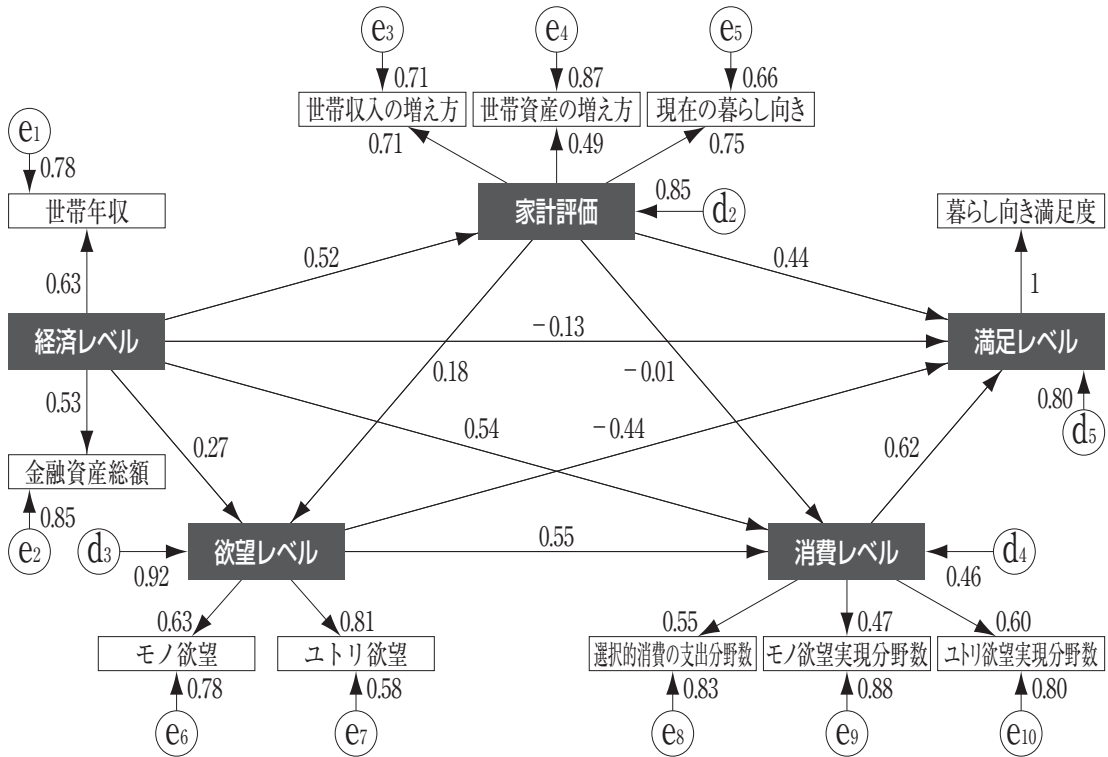 e3
e4
e5
0.71
0.87
0.66
世帯収入の増え方
世帯資産の増え方
現在の暮らし向き
e1
0.71
0.49
0.75
0.78
世帯年収
家計評価
0.85
d2
暮らし向き満足度
0.63
0.52
0.44
1
経済レベル
−0.13
満足レベル
0.53
0.18
−0.01
0.80
d5
0.27
0.54
−0.44
0.62
金融資産総額
0.85
e2
d3
0.92
欲望レベル
0.55
消費レベル
d4
0.46
0.63
0.81
0.55
0.47
0.60
モノ欲望
ユトリ欲望
選択的消費の支出分野数
モノ欲望実現分野数
ユトリ欲望実現分野数
0.78
0.58
0.83
0.88
0.80
e6
e7
e8
e9
e10